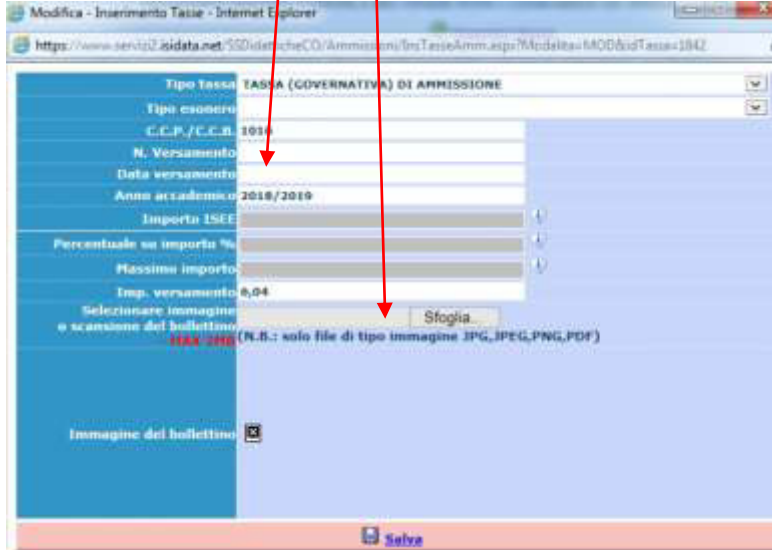 Modifica - Inserimento Tasse - Internet Explorer
https://www.servizi2.isidata.net/SSDidatticheCO/Ammissioni/InsTasseAmm.aspx?Modalita=MOD&idTassa=1842
Tipo tassa TASSA (GOVERNATIVA) DI AMMISSIONE
Tipo esonero
C.C.P./C.C.B. 1016
N. Versamento
Data versamento
Anno accademico 2018/2019
Importo ISEE
Percentuale su importo %
Massimo importo
Imp. versamento 6,04
Selezionare immagine
o scansione del bollettino
Sfoglia...
MAX 2MB (N.B.: solo file di tipo immagine JPG,JPEG,PNG,PDF)
Immagine del bollettino
Salva